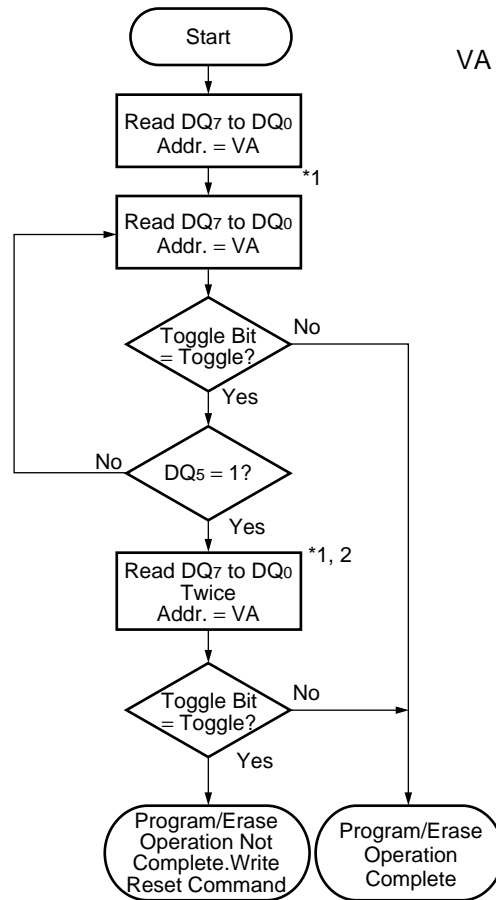 Start
VA
Read DQ7 to DQ0
Addr. = VA
*1
Read DQ7 to DQ0
Addr. = VA
Toggle Bit
= Toggle?
No
Yes
No
DQ5 = 1?
Yes
*1, 2
Read DQ7 to DQ0
Twice
Addr. = VA
Toggle Bit
= Toggle?
No
Yes
Program/Erase
Operation Not
Complete.Write
Reset Command
Program/Erase
Operation
Complete